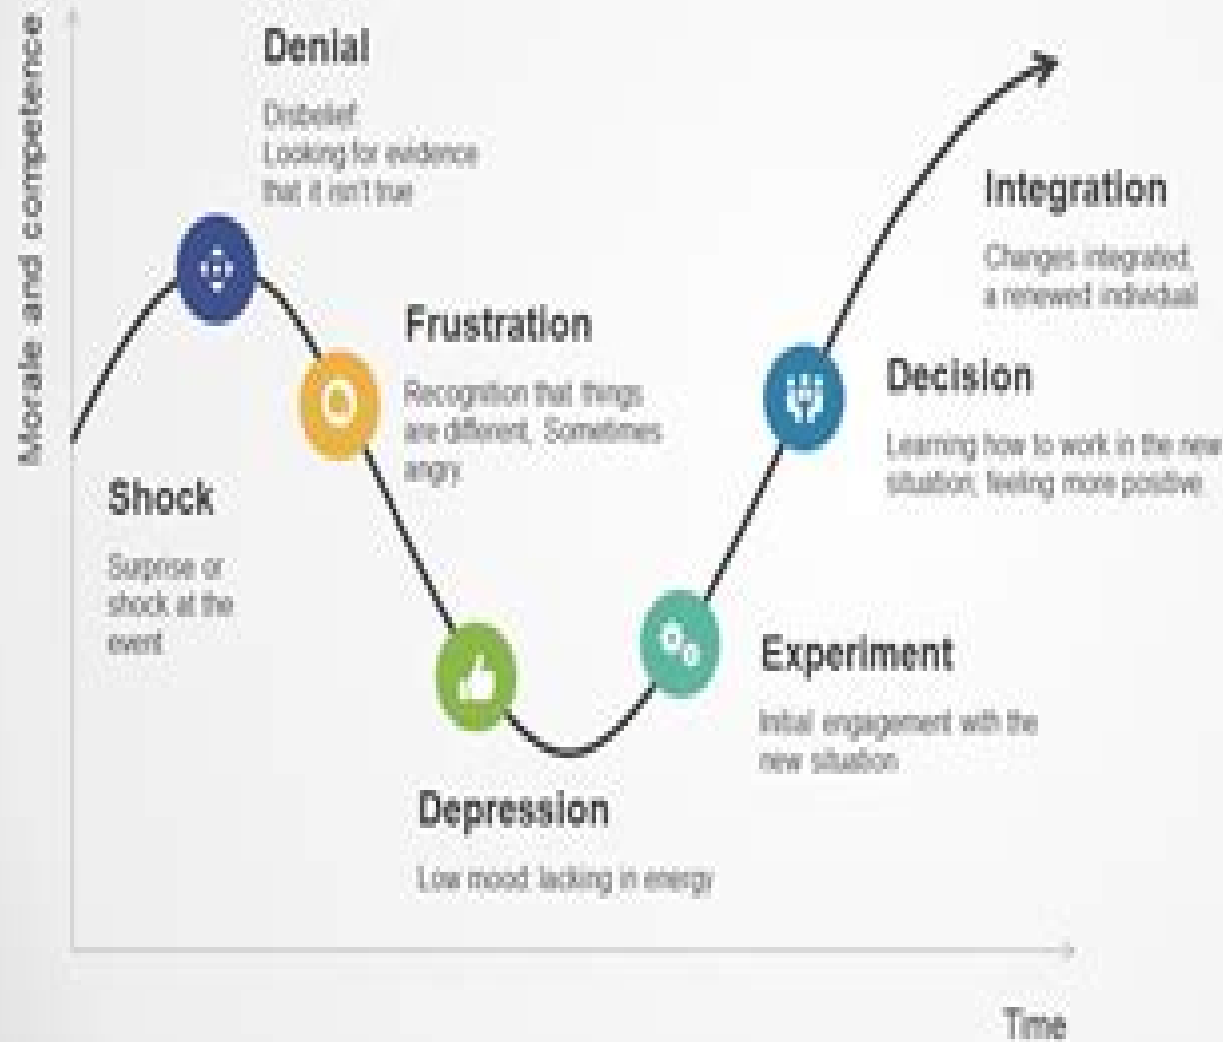 Morale and competence
Denial
Disbelief
Looking for evidence
that it isn't true
Frustration
Recognition that things
are different, Sometimes
angry
Shock
Surprise or
shock at the
event
Depression
Low mood lacking in energy
Experiment
Initial engagement with the
new situation
Decision
Learning how to work in the new
situation, feeling more positive
Integration
Changes integrated,
a renewed individual
Time